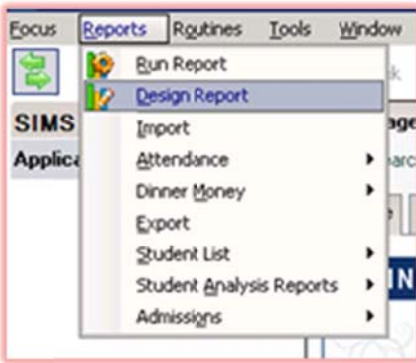 Focus Reports Routines Tools Window
Run Report
Design Report
SIMS
Import
Applica
Attendance
Dinner Money
Export
Student List
Student Analysis Reports
IN
Admissions